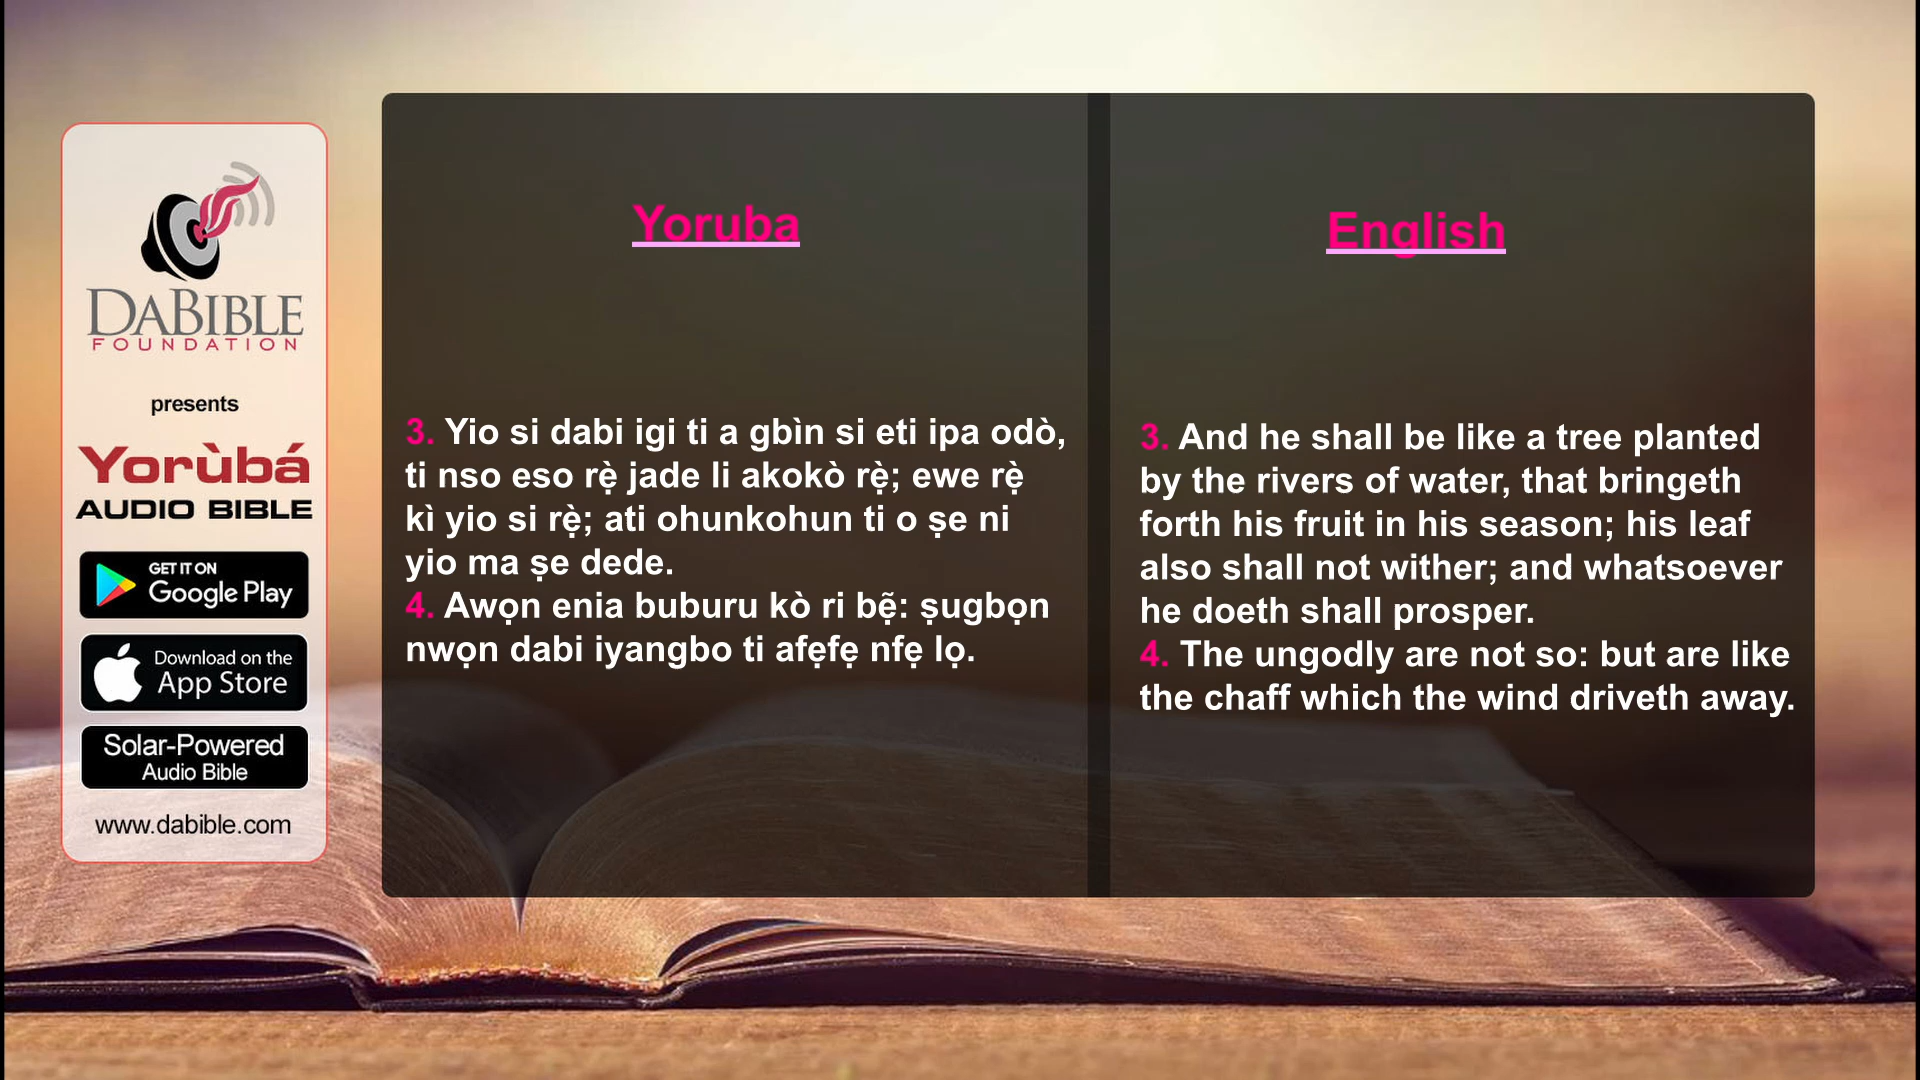 DABIBLE
FOUNDATION
presents
Yorùbá
AUDIO BIBLE
GET IT ON
Google Play
Download on the
App Store
Solar-Powered
Audio Bible
www.dabible.com
Yoruba
3. Yio si dabi igi ti a gbìn si eti ipa odò,
ti nso eso rẹ̀ jade li akokò rẹ̀; ewe rẹ̀
kì yio si rẹ̀; ati ohunkohun ti o ṣe ni
yio ma ṣe dede.
4. Awọn enia buburu kò ri bẹ̃: ṣugbọn
nwọn dabi iyangbo ti afẹfẹ nfẹ lọ.
English
3. And he shall be like a tree planted
by the rivers of water, that bringeth
forth his fruit in his season; his leaf
also shall not wither; and whatsoever
he doeth shall prosper.
4. The ungodly are not so: but are like
the chaff which the wind driveth away.